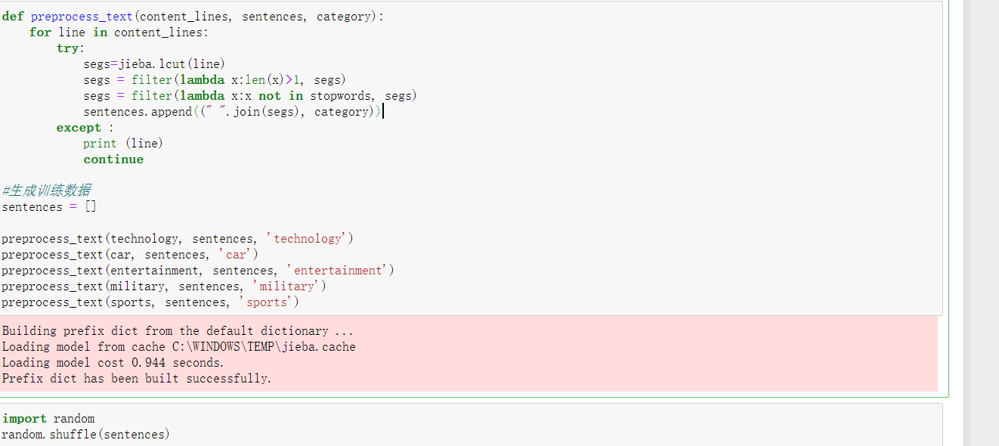 def preprocess_text(content_lines, sentences, category):
    for line in content_lines:
        try:
            segs=jieba.lcut(line)
            segs = filter(lambda x:len(x)>1, segs)
            segs = filter(lambda x:x not in stopwords, segs)
            sentences.append((" ".join(segs), category))
        except :
            print (line)
            continue
#生成训练数据
sentences = []
preprocess_text(technology, sentences, 'technology')
preprocess_text(car, sentences, 'car')
preprocess_text(entertainment, sentences, 'entertainment')
preprocess_text(military, sentences, 'military')
preprocess_text(sports, sentences, 'sports')
Building prefix dict from the default dictionary ...
Loading model from cache C:\WINDOWS\TEMP\jieba.cache
Loading model cost 0.944 seconds.
Prefix dict has been built successfully.
import random
random.shuffle(sentences)